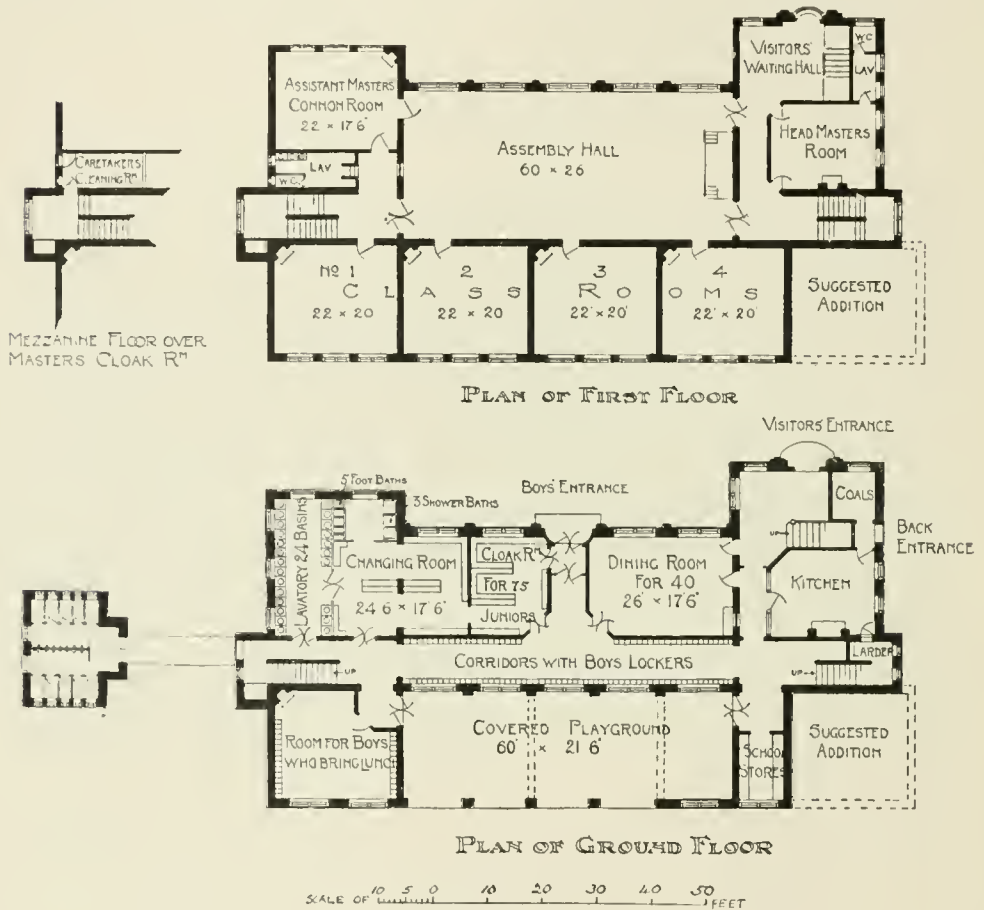 ASSISTANT MASTERS'
COMMON ROOM
22 × 17'6"
LAV
W.C.
VISITORS'
WAITING HALL
W.C
LAV
HEAD MASTERS
ROOM
ASSEMBLY HALL
60 × 26
CARETAKERS
CLEANING RM
MEZZANINE FLOOR OVER
MASTERS CLOAK RM
No 1 2 3 4
CLASS ROOMS
22 × 20 22 × 20 22' × 20' 22' × 20'
SUGGESTED
ADDITION
PLAN OF FIRST FLOOR
VISITORS' ENTRANCE
5 FOOT BATHS
3 SHOWER BATHS
BOYS' ENTRANCE
COALS
BACK
ENTRANCE
LAVATORY 24 BASINS
CHANGING ROOM
24 6 × 17'6"
CLOAK RM
FOR 75
JUNIORS
DINING ROOM
FOR 40
26' × 17'6"
UP
KITCHEN
LARDER
UP
CORRIDORS WITH BOYS LOCKERS
UP
ROOM FOR BOYS
WHO BRING LUNC
COVERED PLAYGROUND
60' × 21 6'
SCHOOL
STORES
SUGGESTED
ADDITION
PLAN OF GROUND FLOOR
SCALE OF 10 5 0 10 20 30 40 50 FEET